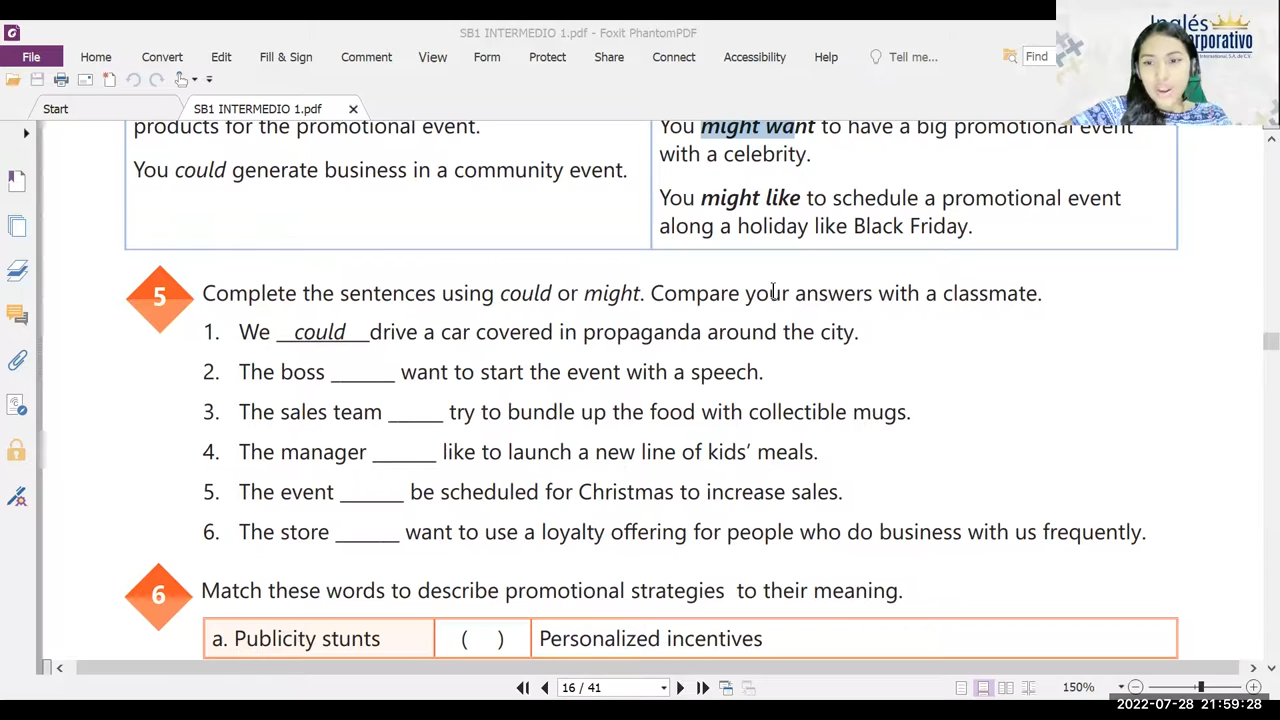 SB1 INTERMEDIO 1.pdf - Foxit PhantomPDF
Inglés
orporativo
International, S.A. de C.V.
File Home Convert Edit Fill & Sign Comment View Form Protect Share Connect Accessibility Help Tell me... Find
Start SB1 INTERMEDIO 1.pdf
products for the promotional event.
You could generate business in a community event.
You might want to have a big promotional event
with a celebrity.
You might like to schedule a promotional event
along a holiday like Black Friday.
5 Complete the sentences using could or might. Compare your answers with a classmate.
1. We __could___drive a car covered in propaganda around the city.
2. The boss ______ want to start the event with a speech.
3. The sales team _____ try to bundle up the food with collectible mugs.
4. The manager ______ like to launch a new line of kids’ meals.
5. The event ______ be scheduled for Christmas to increase sales.
6. The store ______ want to use a loyalty offering for people who do business with us frequently.
6 Match these words to describe promotional strategies to their meaning.
a. Publicity stunts ( ) Personalized incentives
16 / 41 150%
2022-07-28 21:59:28